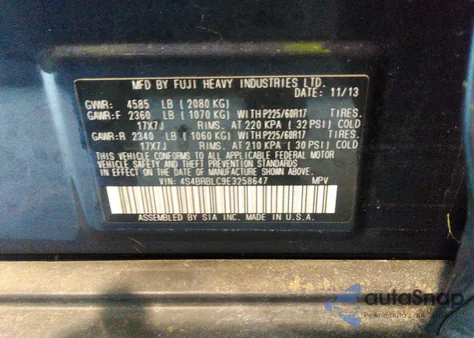 MFD BY FUJI HEAVY INDUSTRIES LTD.
DATE: 11/13
GVWR: 4585 LB ( 2080 KG)
GAWR:F 2360 LB ( 1070 KG) WITH P225/60R17 TIRES.
17X7J RIMS. AT 220 KPA ( 32 PSI) COLD
GAWR:R 2340 LB ( 1060 KG) WITH P225/60R17 TIRES.
17X7J RIMS. AT 210 KPA ( 30 PSI) COLD
THIS VEHICLE CONFORMS TO ALL APPLICABLE FEDERAL MOTOR
VEHICLE SAFETY AND THEFT PREVENTION STANDARDS
IN EFFECT ON THE DATE OF MANUFACTURE SHOWN ABOVE.
VIN: 4S4BRBLC9E3258647 MPV
ASSEMBLED BY SIA INC. MADE IN U.S.A.
autoSnap